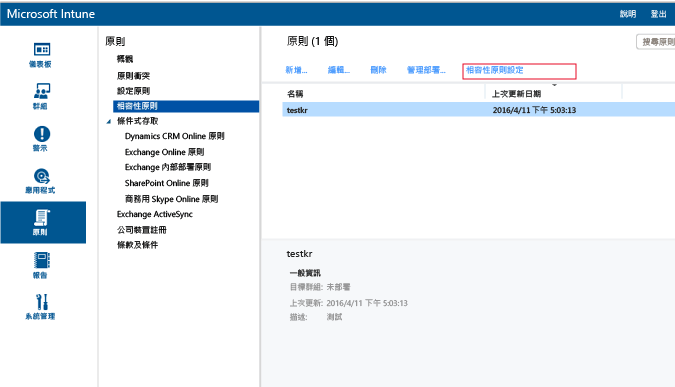 Microsoft Intune
說明 登出
儀表板
群組
警示
應用程式
原則
報告
系統管理
原則
概觀
原則衝突
設定原則
相容性原則
條件式存取
Dynamics CRM Online 原則
Exchange Online 原則
Exchange 內部部署原則
SharePoint Online 原則
商務用 Skype Online 原則
Exchange ActiveSync
公司裝置註冊
條款及條件
原則 (1 個)
搜尋原則
新增... 編輯... 刪除 管理部署... 相容性原則設定
名稱 上次更新日期
testkr 2016/4/11 下午 5:03:13
testkr
一般資訊
目標群組: 未部署
上次更新: 2016/4/11 下午 5:03:13
描述: 測試